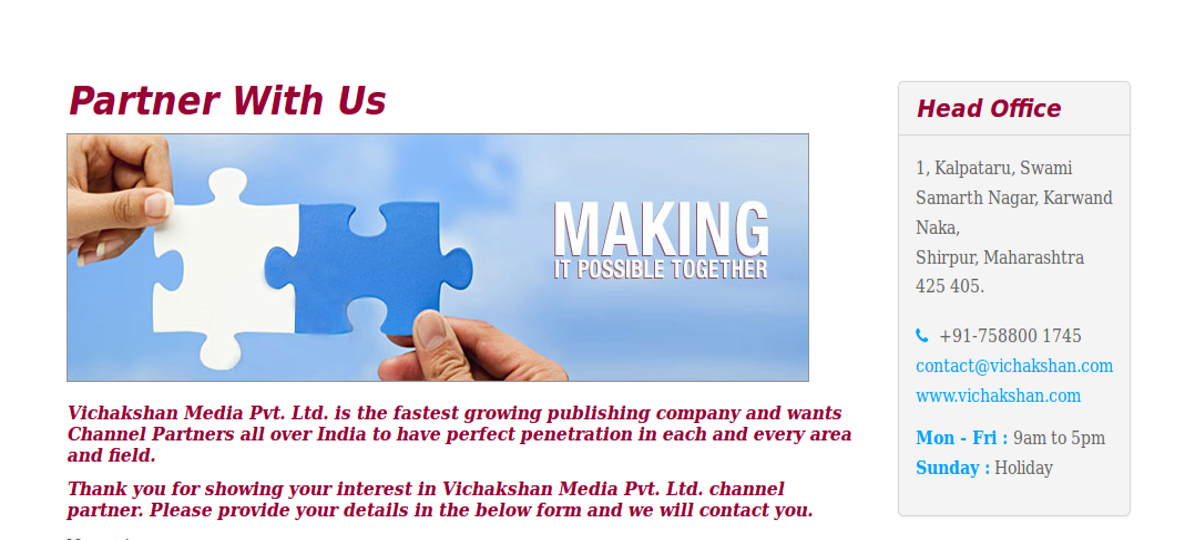 Partner With Us
MAKING
IT POSSIBLE TOGETHER
Vichakshan Media Pvt. Ltd. is the fastest growing publishing company and wants
Channel Partners all over India to have perfect penetration in each and every area
and field.
Thank you for showing your interest in Vichakshan Media Pvt. Ltd. channel
partner. Please provide your details in the below form and we will contact you.
Head Office
1, Kalpataru, Swami
Samarth Nagar, Karwand
Naka,
Shirpur, Maharashtra
425 405.
+91-758800 1745
contact@vichakshan.com
www.vichakshan.com
Mon - Fri : 9am to 5pm
Sunday : Holiday